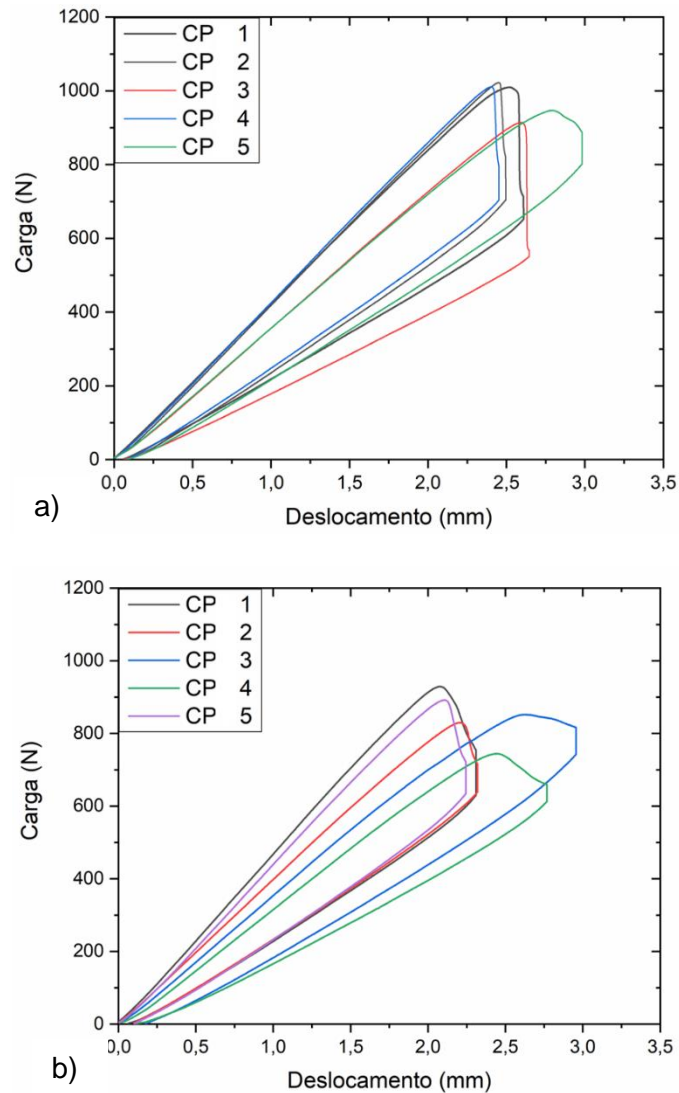 1200
1000
800
600
400
200
0
Carga (N)
CP 1
CP 2
CP 3
CP 4
CP 5
0,0 0,5 1,0 1,5 2,0 2,5 3,0 3,5
Deslocamento (mm)
a)
1200
1000
800
600
400
200
0
Carga (N)
CP 1
CP 2
CP 3
CP 4
CP 5
0,0 0,5 1,0 1,5 2,0 2,5 3,0 3,5
Deslocamento (mm)
b)